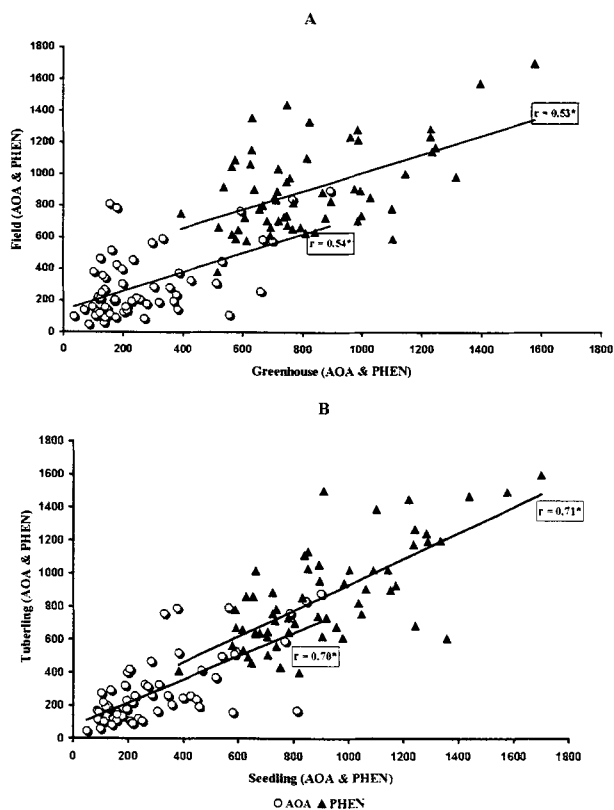 A
1800
1600
1400
1200
1000
800
600
400
200
0
Field (AOA & PHEN)
r = 0.53*
r = 0.54*
0 200 400 600 800 1000 1200 1400 1600 1800
Greenhouse (AOA & PHEN)
B
1800
1600
1400
1200
1000
800
600
400
200
0
Tuberling (AOA & PHEN)
r = 0.71*
r = 0.70*
0 200 400 600 800 1000 1200 1400 1600 1800
Seedling (AOA & PHEN)
AOA PHEN